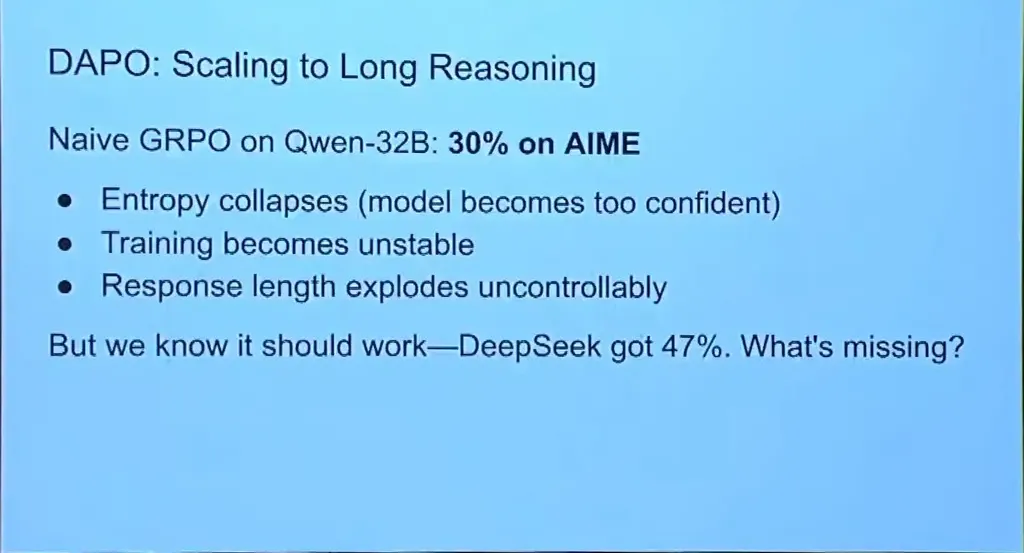 DAPO: Scaling to Long Reasoning
Naive GRPO on Qwen-32B: 30% on AIME
● Entropy collapses (model becomes too confident)
● Training becomes unstable
● Response length explodes uncontrollably
But we know it should work—DeepSeek got 47%. What's missing?